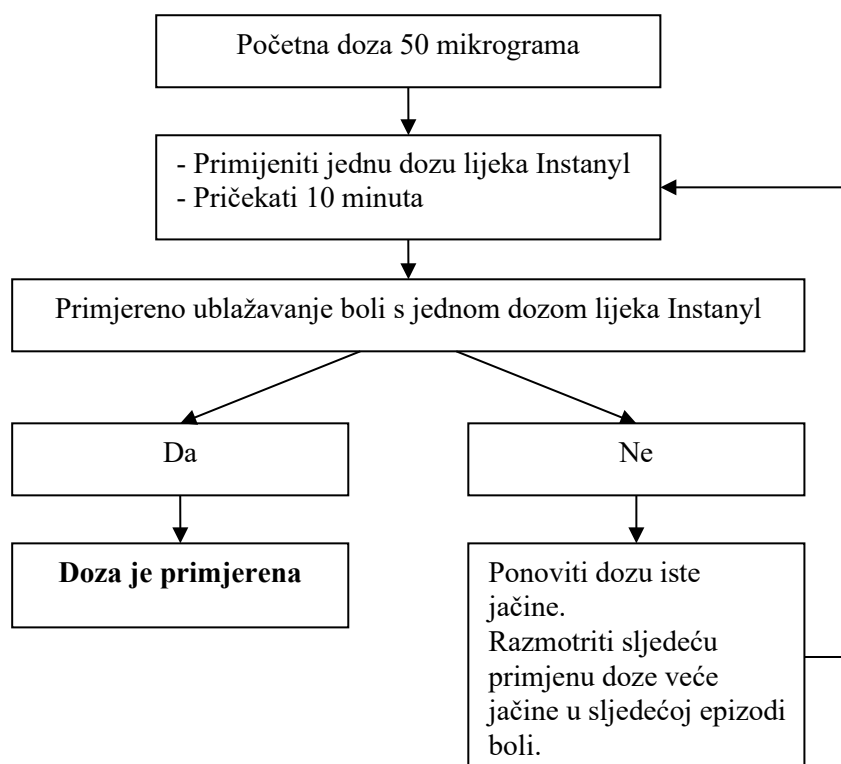 Početna doza 50 mikrograma
- Primijeniti jednu dozu lijeka Instanyl
- Pričekati 10 minuta
Primjereno ublažavanje boli s jednom dozom lijeka Instanyl
Da
Ne
Doza je primjerena
Ponoviti dozu iste
jačine.
Razmotriti sljedeću
primjenu doze veće
jačine u sljedećoj epizodi
boli.